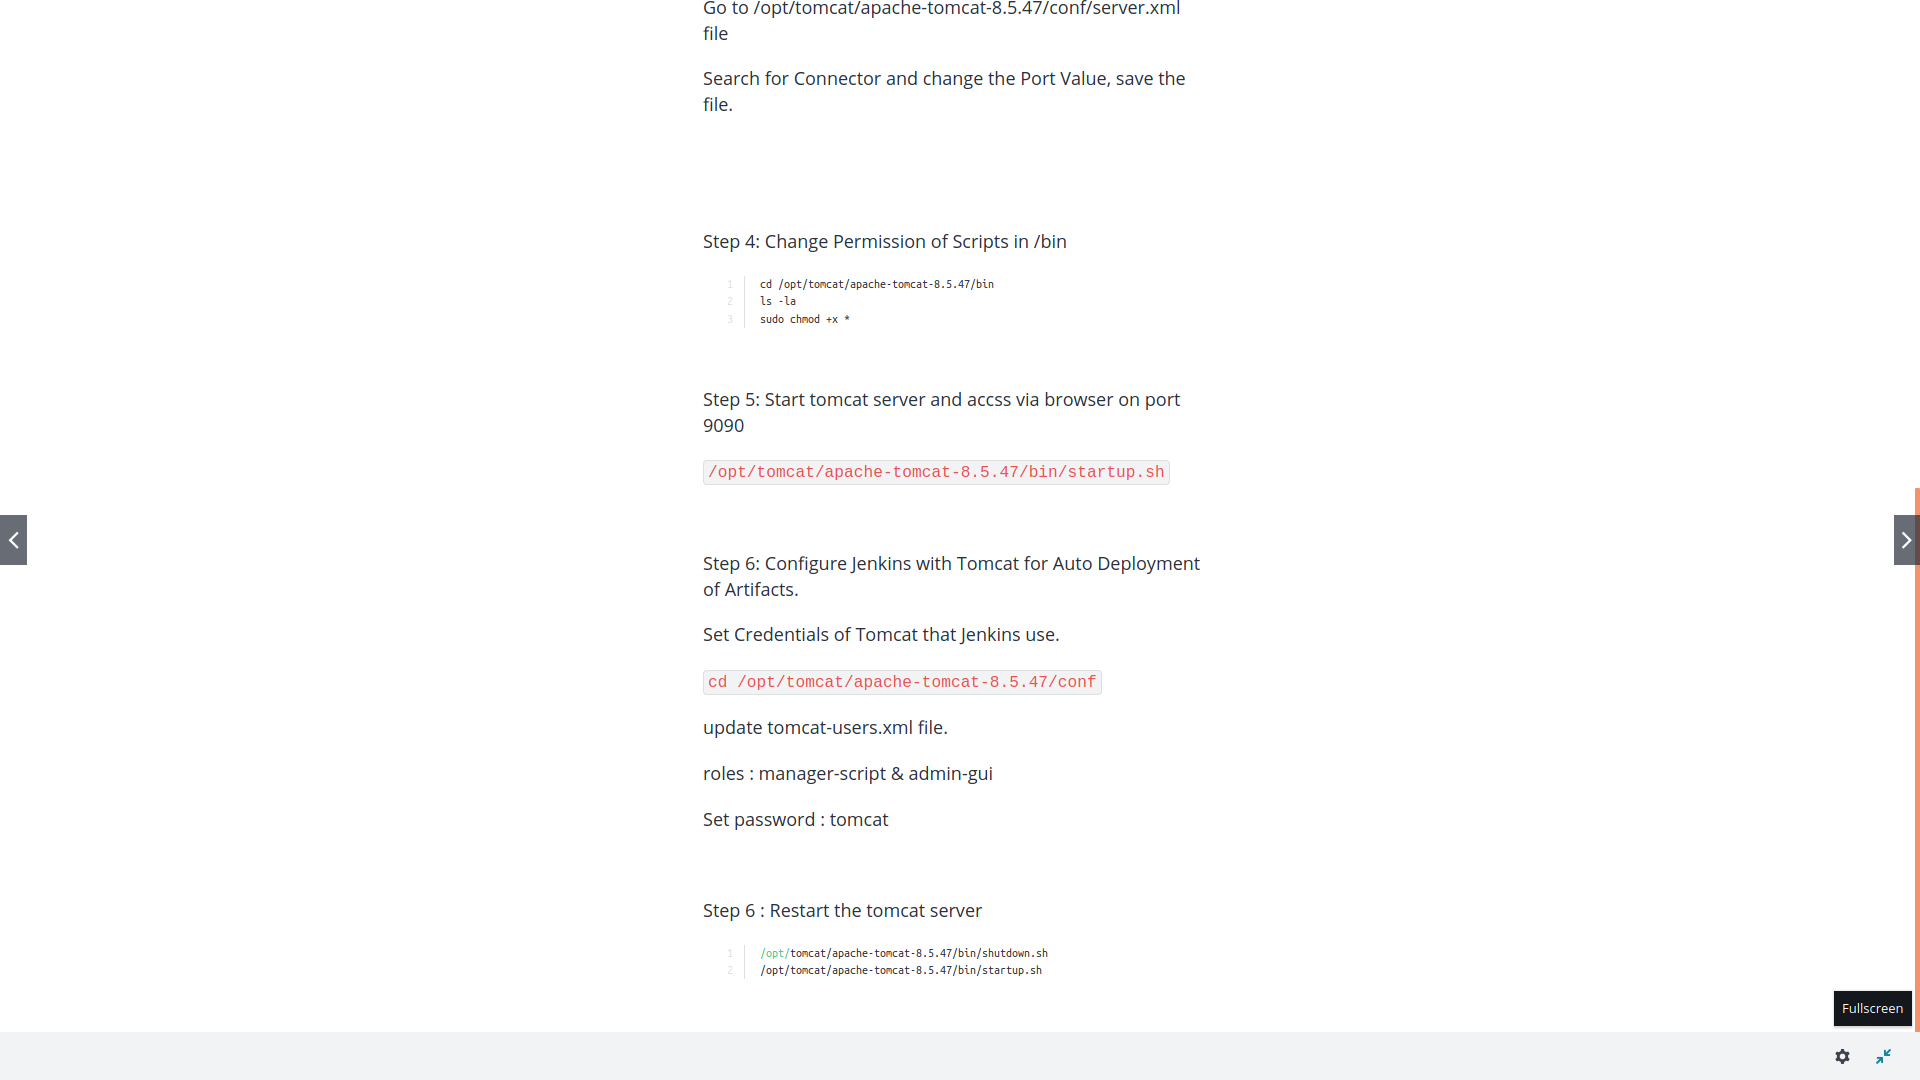 Go to /opt/tomcat/apache-tomcat-8.5.47/conf/server.xml
file
Search for Connector and change the Port Value, save the
file.
Step 4: Change Permission of Scripts in /bin
1 cd /opt/tomcat/apache-tomcat-8.5.47/bin
2 ls -la
3 sudo chmod +x *
Step 5: Start tomcat server and accss via browser on port
9090
/opt/tomcat/apache-tomcat-8.5.47/bin/startup.sh
Step 6: Configure Jenkins with Tomcat for Auto Deployment
of Artifacts.
Set Credentials of Tomcat that Jenkins use.
cd /opt/tomcat/apache-tomcat-8.5.47/conf
update tomcat-users.xml file.
roles : manager-script & admin-gui
Set password : tomcat
Step 6 : Restart the tomcat server
1 /opt/tomcat/apache-tomcat-8.5.47/bin/shutdown.sh
2 /opt/tomcat/apache-tomcat-8.5.47/bin/startup.sh
Fullscreen